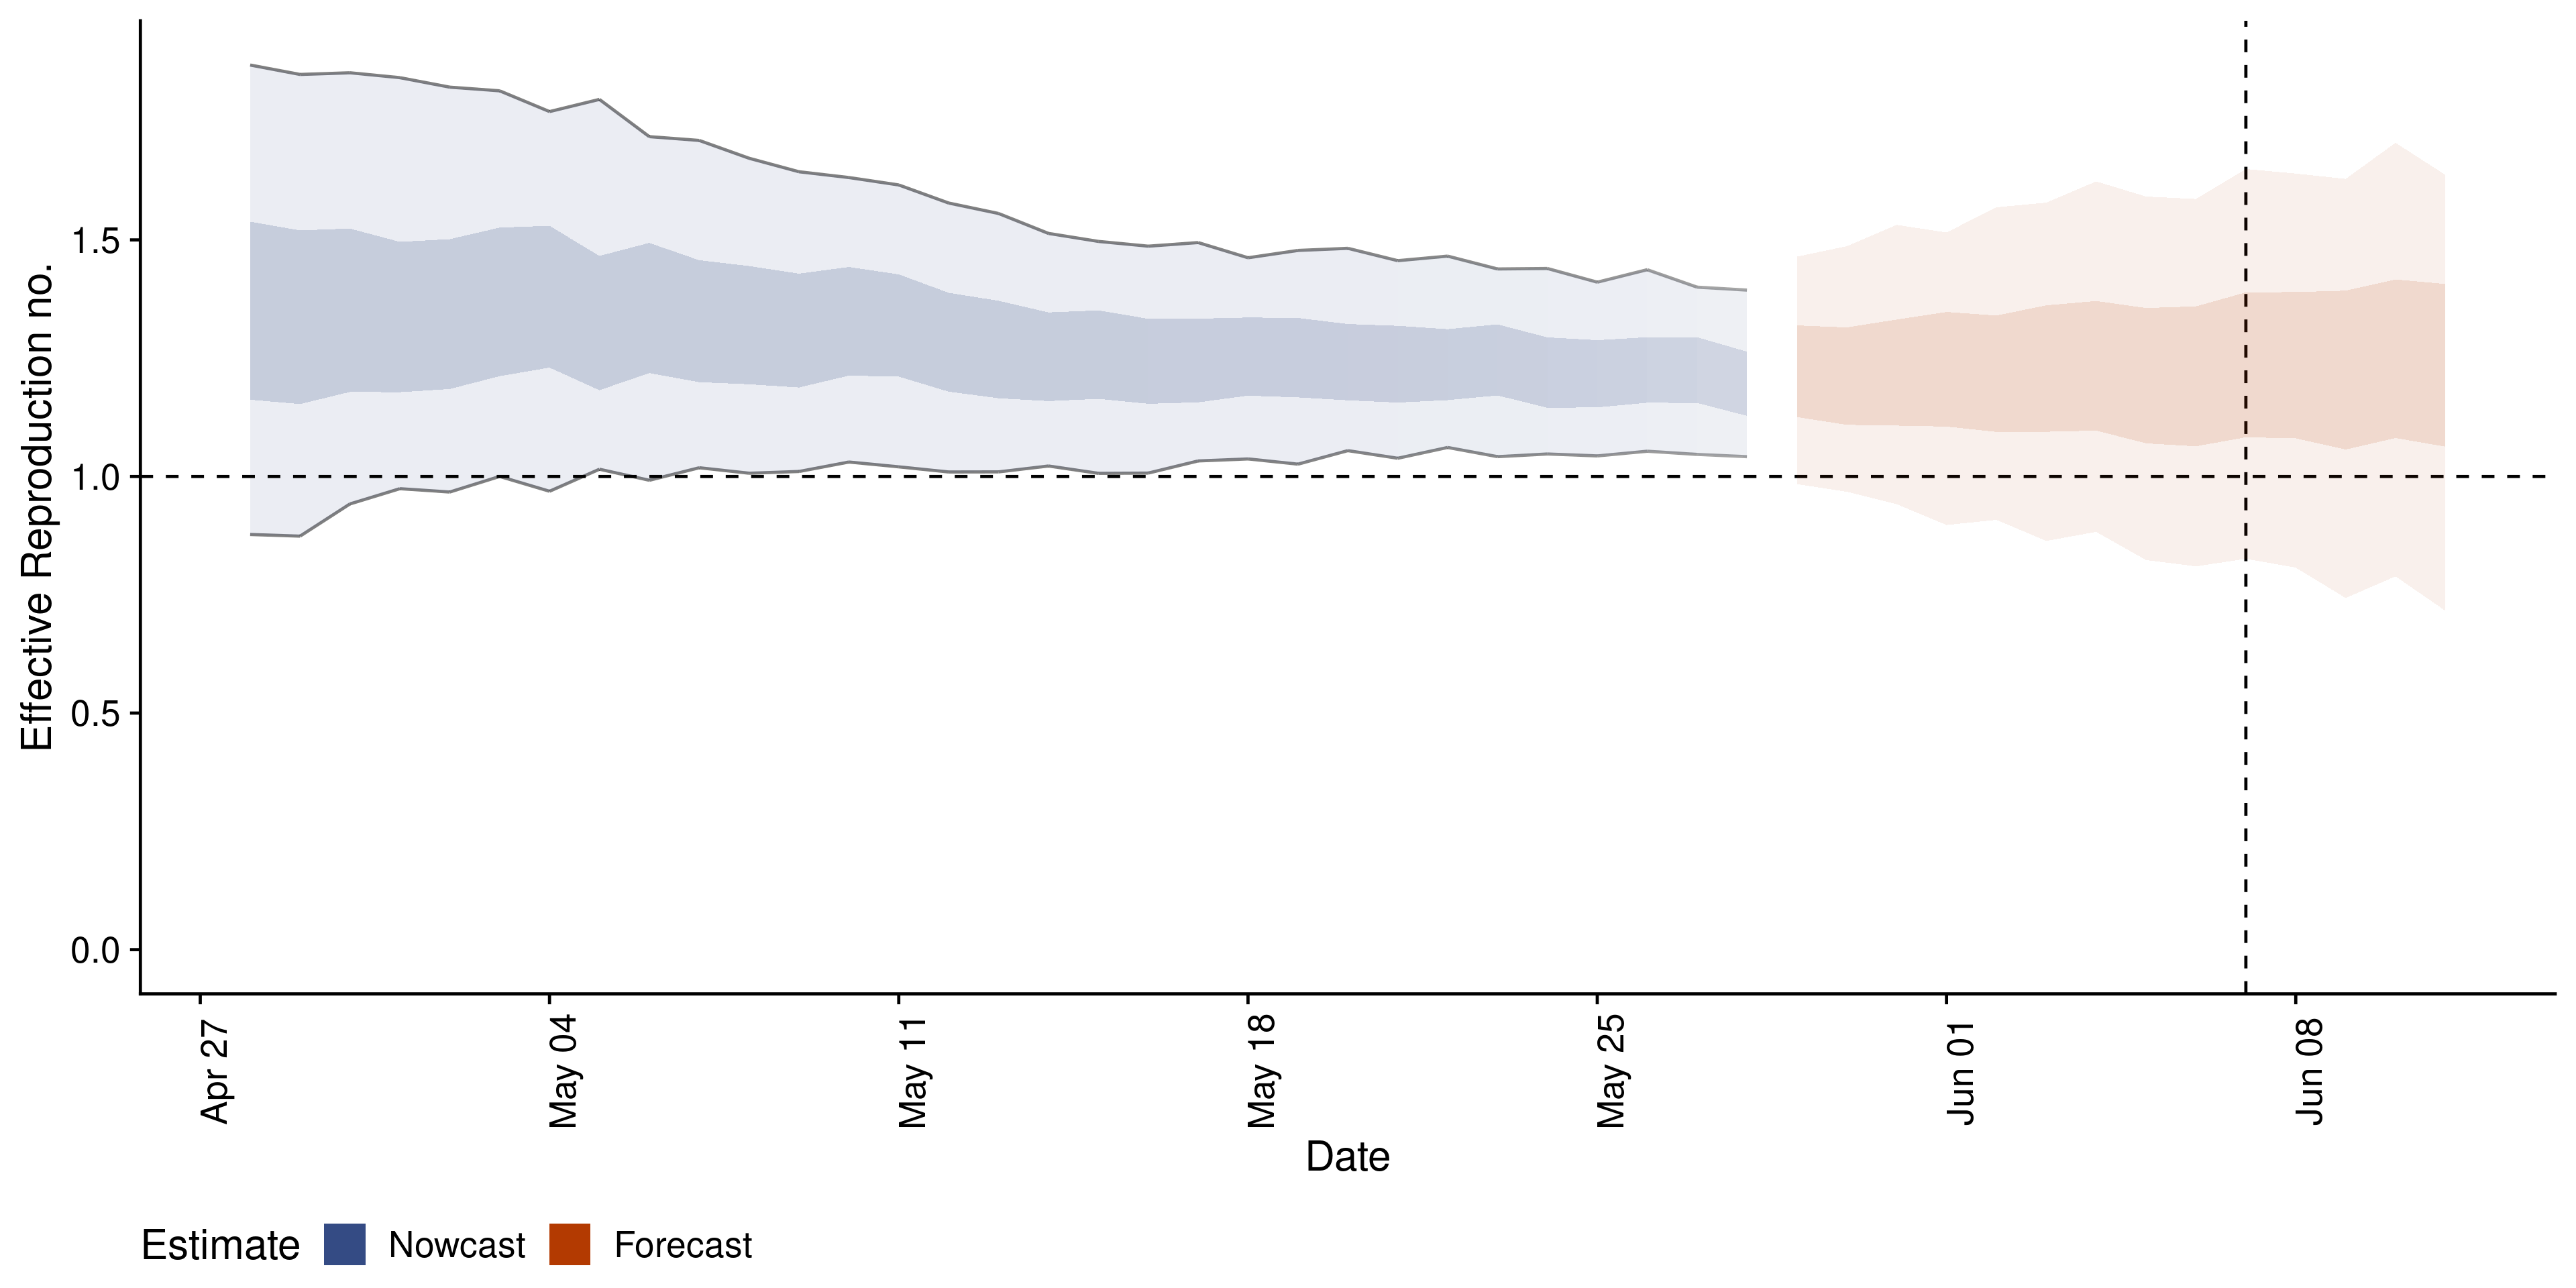 Effective Reproduction no.
1.5
1.0
0.5
0.0
Apr 27
May 04
May 11
May 18
May 25
Jun 01
Jun 08
Date
Estimate Nowcast Forecast